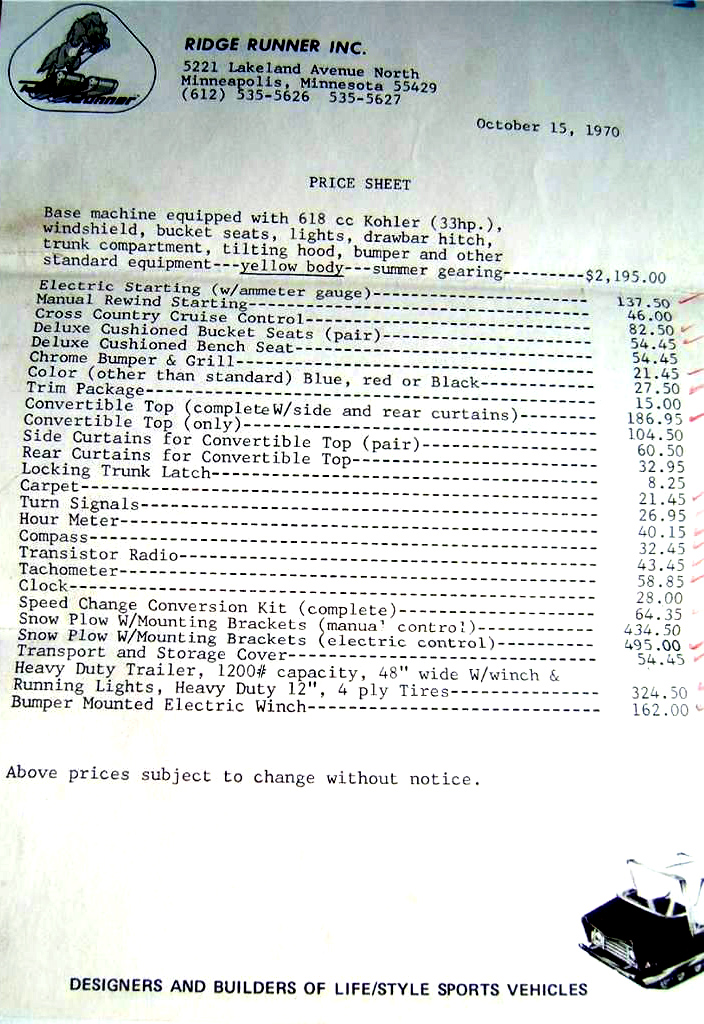 Runner
RIDGE RUNNER INC.
5221 Lakeland Avenue North
Minneapolis, Minnesota 55429
(612) 535-5626 535-5627
October 15, 1970
PRICE SHEET
Base machine equipped with 618 cc Kohler (33hp.),
windshield, bucket seats, lights, drawbar hitch,
trunk compartment, tilting hood, bumper and other
standard equipment---yellow body---summer gearing---------$2,195.00
Electric Starting (w/ammeter gauge)-------------------------- 137.50
Manual Rewind Starting---------------------------------------- 46.00
Cross Country Cruise Control---------------------------------- 82.50
Deluxe Cushioned Bucket Seats (pair)-------------------------- 54.45
Deluxe Cushioned Bench Seat----------------------------------- 54.45
Chrome Bumper & Grill----------------------------------------- 21.45
Color (other than standard) Blue, red or Black-------------- 27.50
Trim Package-------------------------------------------------- 15.00
Convertible Top (complete W/side and rear curtains)---------- 186.95
Convertible Top (only)---------------------------------------- 104.50
Side Curtains for Convertible Top (pair)--------------------- 60.50
Rear Curtains for Convertible Top---------------------------- 32.95
Locking Trunk Latch------------------------------------------- 8.25
Carpet-------------------------------------------------------- 21.45
Turn Signals-------------------------------------------------- 26.95
Hour Meter---------------------------------------------------- 40.15
Compass------------------------------------------------------- 32.45
Transistor Radio---------------------------------------------- 43.45
Tachometer---------------------------------------------------- 58.85
Clock--------------------------------------------------------- 28.00
Speed Change Conversion Kit (complete)----------------------- 64.35
Snow Plow W/Mounting Brackets (manual control)--------------- 434.50
Snow Plow W/Mounting Brackets (electric control)------------- 495.00
Transport and Storage Cover----------------------------------- 54.45
Heavy Duty Trailer, 1200# capacity, 48" wide W/winch &
Running Lights, Heavy Duty 12", 4 ply Tires------------------ 324.50
Bumper Mounted Electric Winch-------------------------------- 162.00
Above prices subject to change without notice.
DESIGNERS AND BUILDERS OF LIFE/STYLE SPORTS VEHICLES